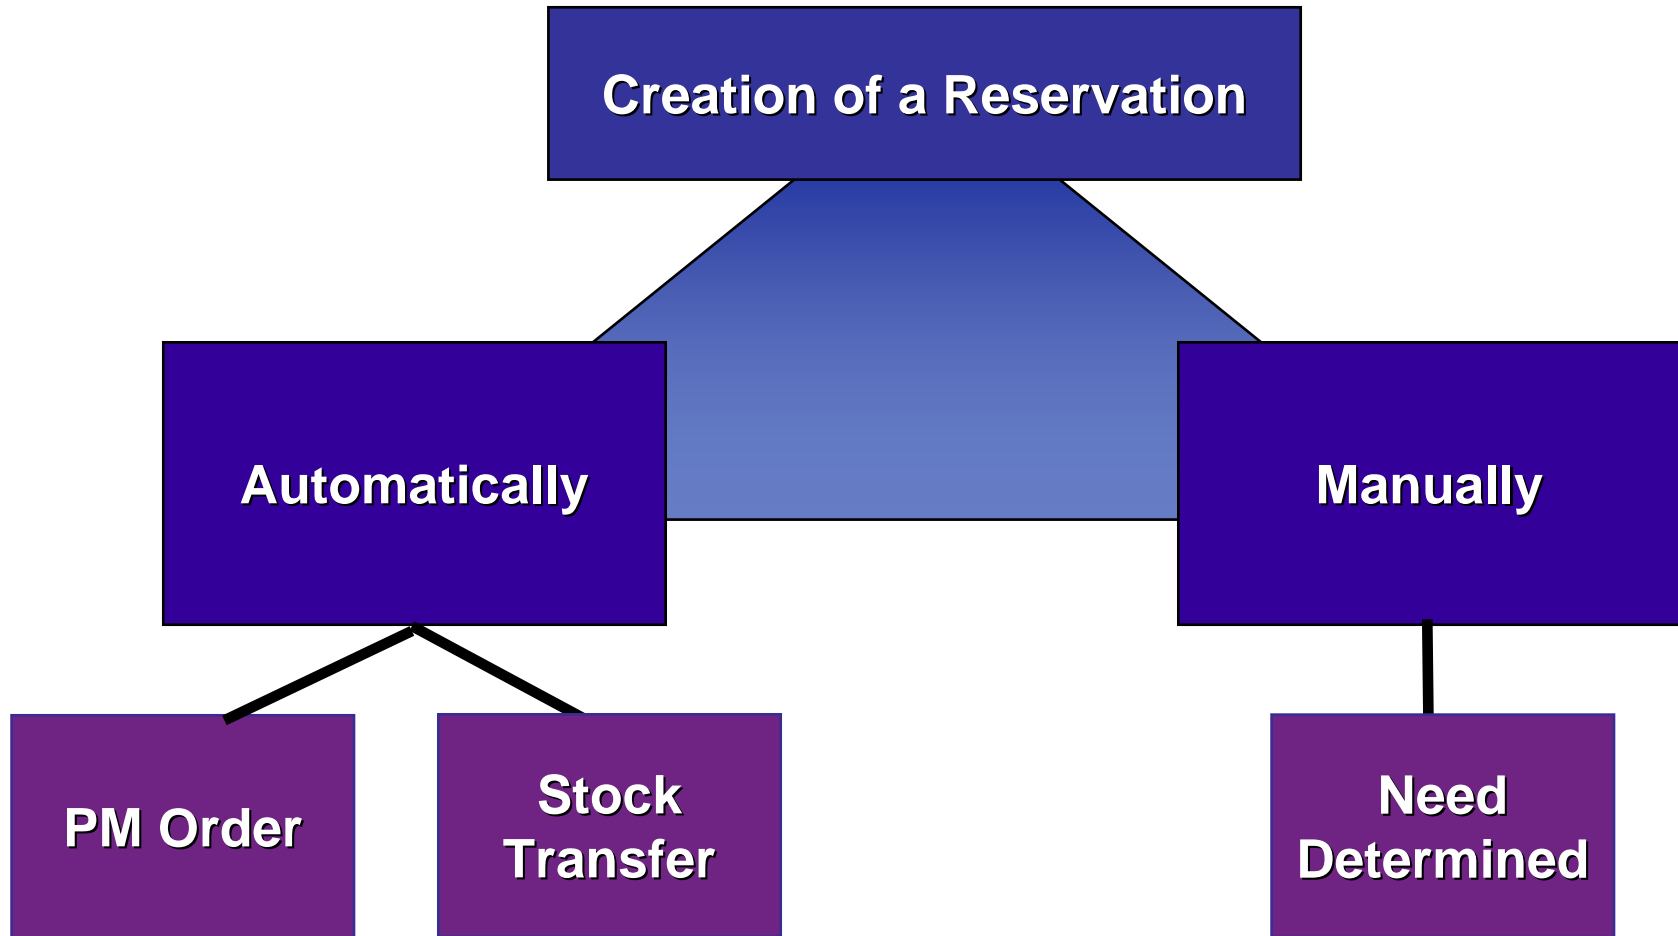 Creation of a Reservation
Automatically
Manually
PM Order
Stock
Transfer
Need
Determined